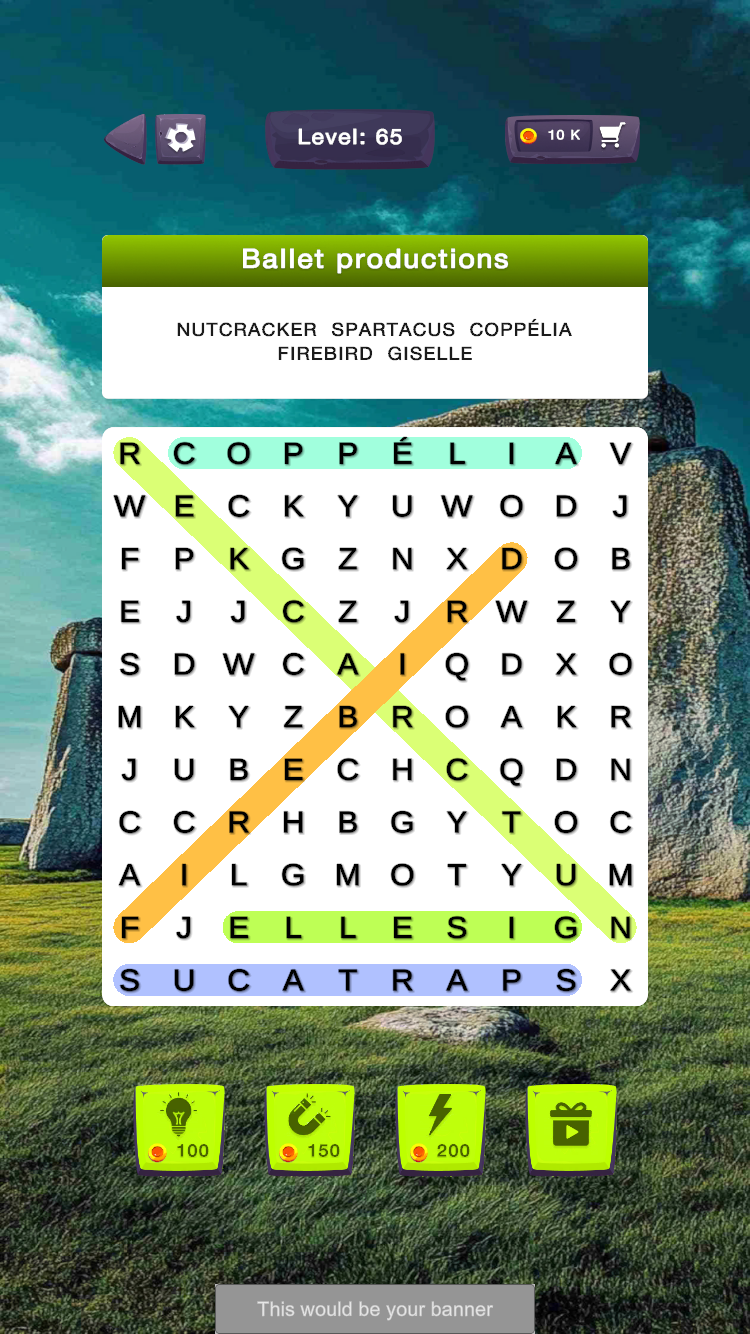 Level: 65
10 K
Ballet productions
NUTCRACKER SPARTACUS COPPÉLIA
FIREBIRD GISELLE
R C O P P É L I A V
W E C K Y U W O D J
F P K G Z N X D O B
E J J C Z J R W Z Y
S D W C A I Q D X O
M K Y Z B R O A K R
J U B E C H C Q D N
C C R H B G Y T O C
A I L G M O T Y U M
F J E L L E S I G N
S U C A T R A P S X
100 150 200
This would be your banner